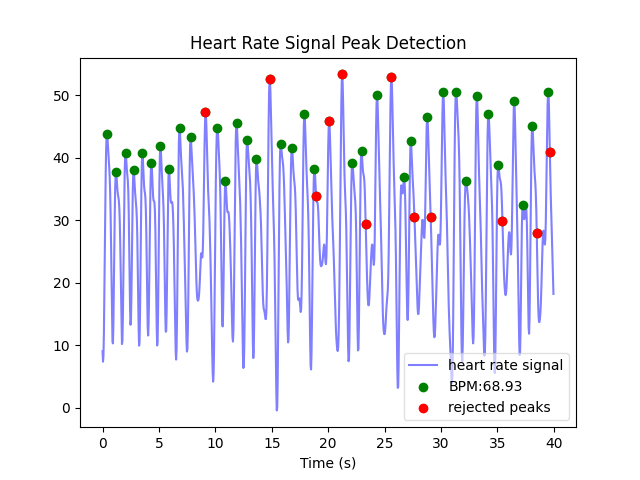 Heart Rate Signal Peak Detection
50
40
30
20
10
0
heart rate signal
BPM:68.93
rejected peaks
0 5 10 15 20 25 30 35 40
Time (s)